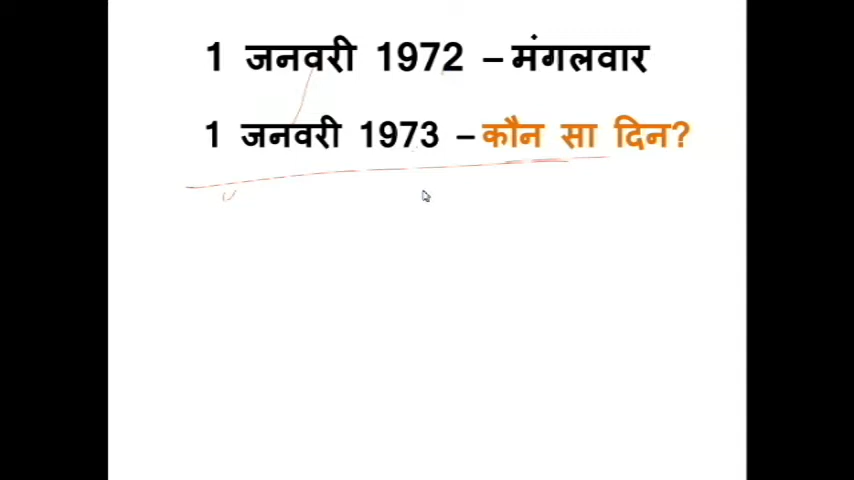 1 जनवरी 1972 – मंगलवार
1 जनवरी 1973 – कौन सा दिन?